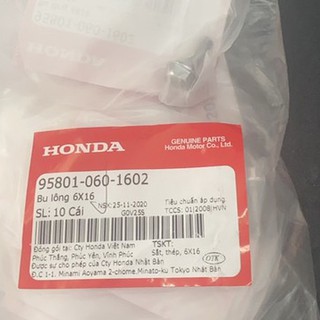 HONDA
GENUINE PARTS
Honda Motor Co., Ltd.
95801-060-1602
Bu lông 6X16
NSX:25-11-2020
Tiêu chuẩn áp dụng
SL: 10 Cái
G0V255
TCCS: 01|2008|HVN
Đóng gói tại: Cty Honda Việt Nam
TSKT:
Phúc Thắng, Phúc Yên, Vĩnh Phúc
Sắt, thép, 6X16
Được sự cho phép của Cty Honda Nhật Bản
OTK
Đ.C 1-1, Minami Aoyama 2-chome,Minato-ku Tokyo Nhật Bản